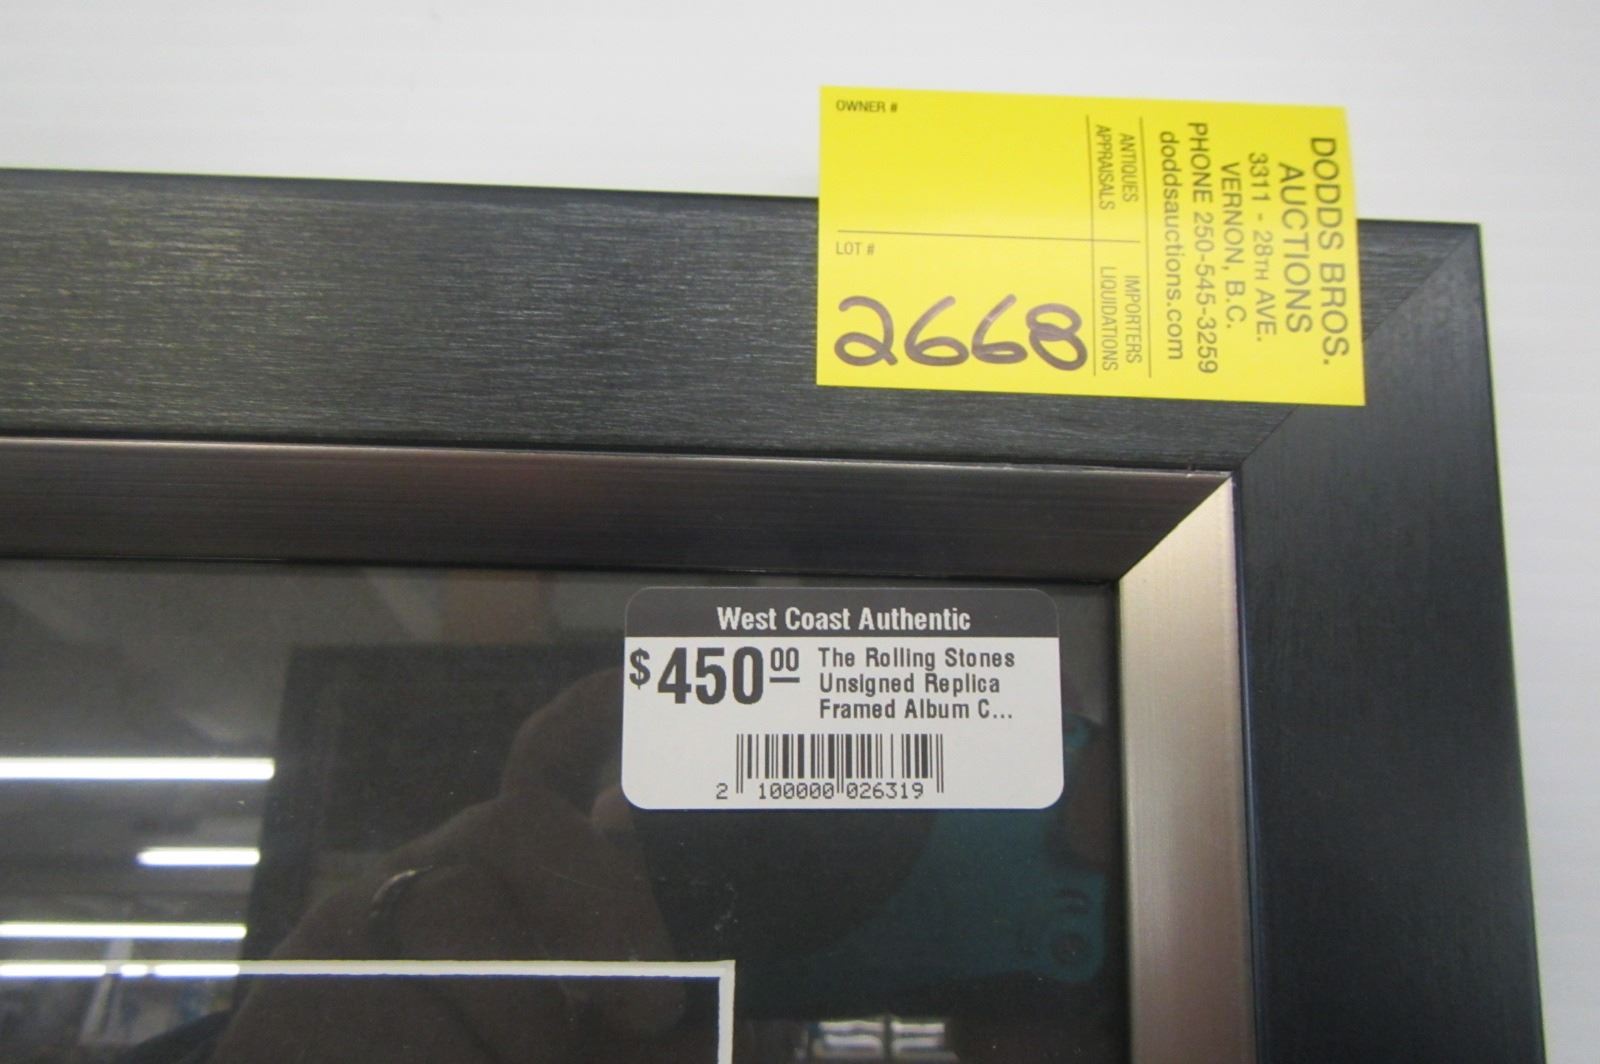 DODDS BROS.
AUCTIONS
3311 - 28TH AVE.
VERNON, B.C.
PHONE 250-545-3259
doddsauctions.com
ANTIQUES
APPRAISALS
IMPORTERS
LIQUIDATIONS
OWNER #
LOT #
2668
West Coast Authentic
$450.00
The Rolling Stones
Unsigned Replica
Framed Album C...
2 100000 026319